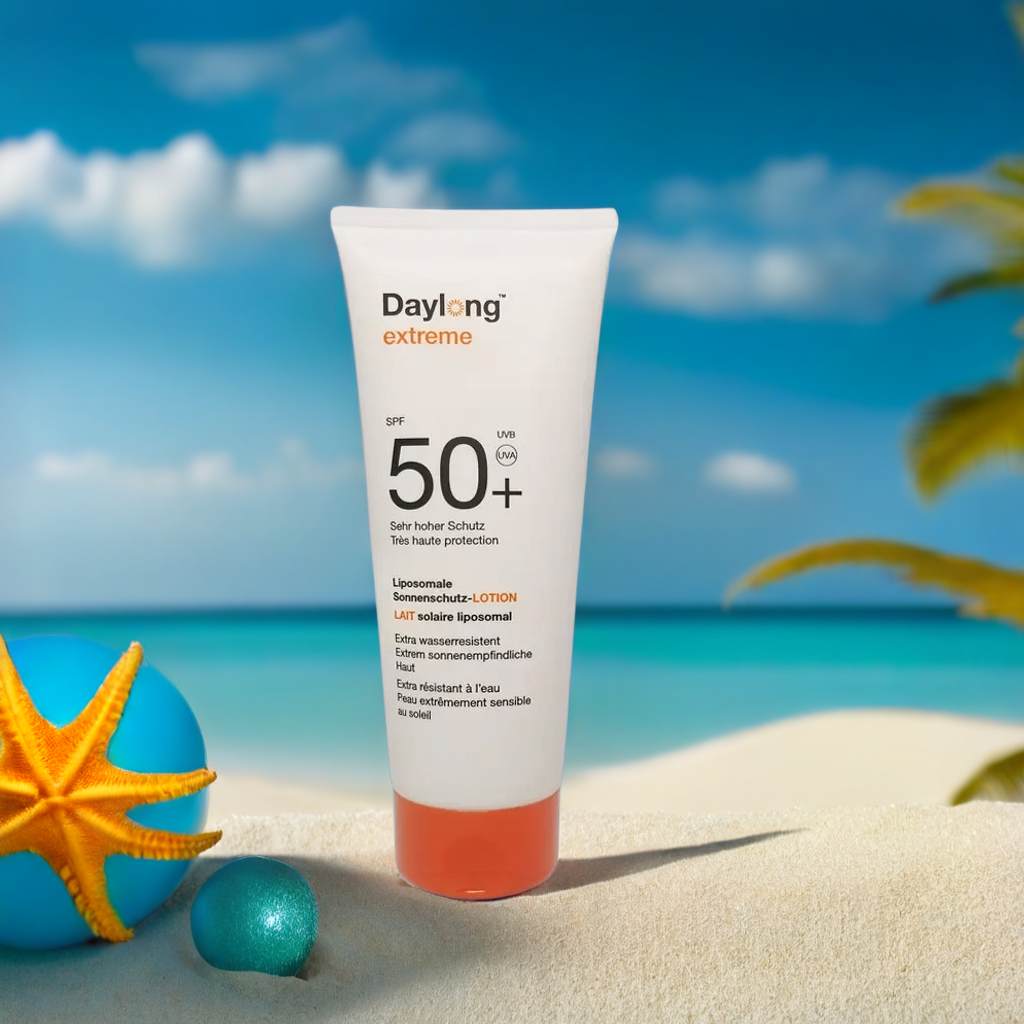 Daylong™
extreme
SPF
50+
UVB
UVA
Sehr hoher Schutz
Très haute protection
Liposomale
Sonnenschutz-LOTION
LAIT solaire liposomal
Extra wasserresistent
Extrem sonnenempfindliche
Haut
Extra résistant à l'eau
Peau extrêmement sensible
au soleil